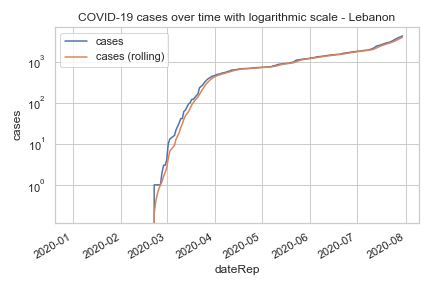 COVID-19 cases over time with logarithmic scale - Lebanon
cases
cases (rolling)
10³
10²
10¹
10⁰
cases
2020-01
2020-02
2020-03
2020-04
2020-05
2020-06
2020-07
2020-08
dateRep